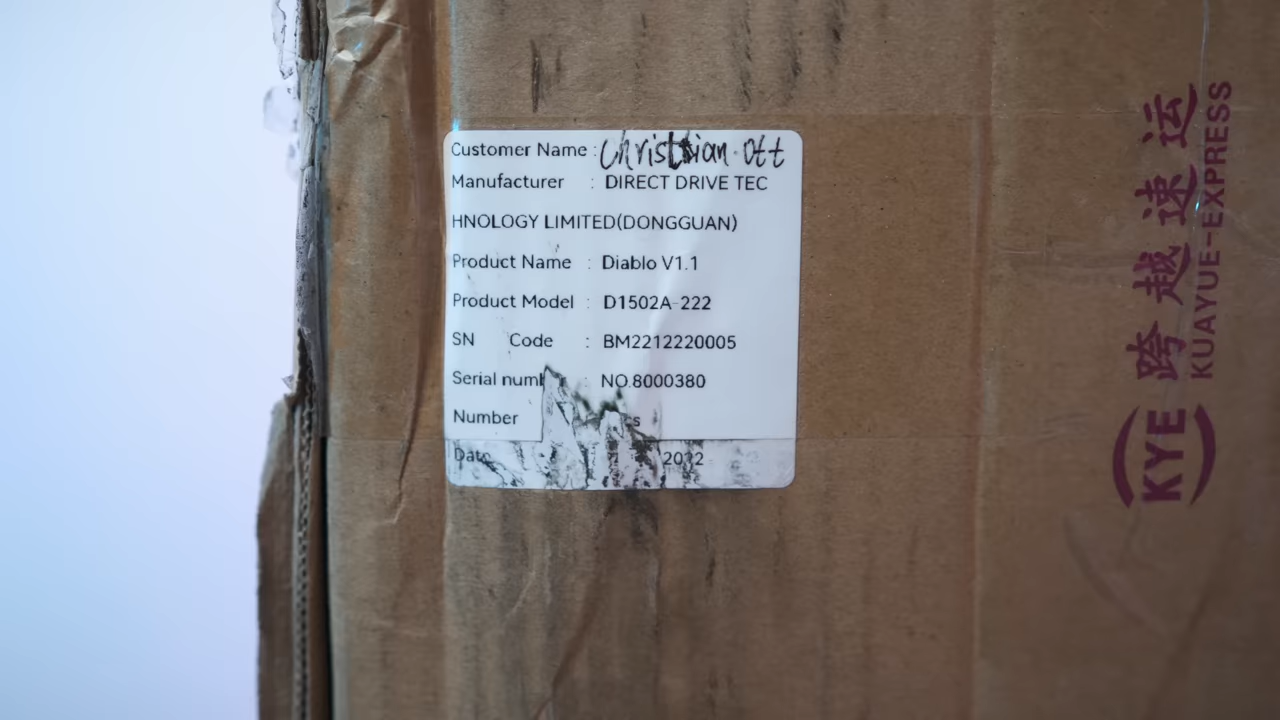 Customer Name : Christian Ott
Manufacturer : DIRECT DRIVE TEC
HNOLOGY LIMITED(DONGGUAN)
Product Name : Diablo V1.1
Product Model : D1502A-222
SN Code : BM2212220005
Serial number : NO.8000380
Number
Date 2022
KYE 跨越速运
KUAYUE-EXPRESS